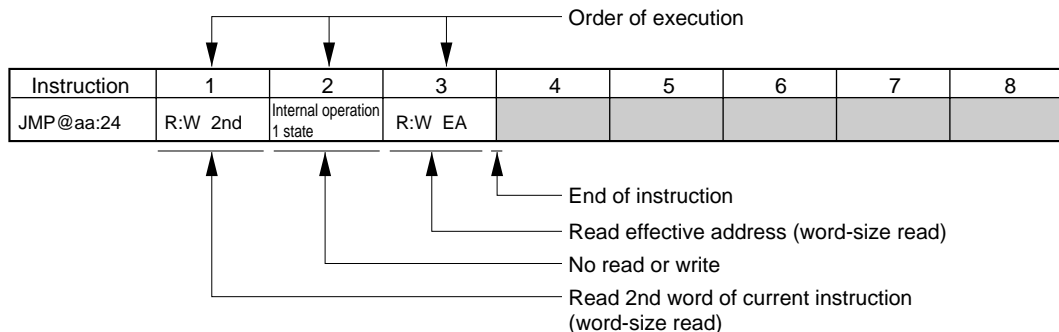 Order of execution
Instruction 1 2 3 4 5 6 7 8
JMP@aa:24 R:W 2nd Internal operation 1 state R:W EA
End of instruction
Read effective address (word-size read)
No read or write
Read 2nd word of current instruction
(word-size read)